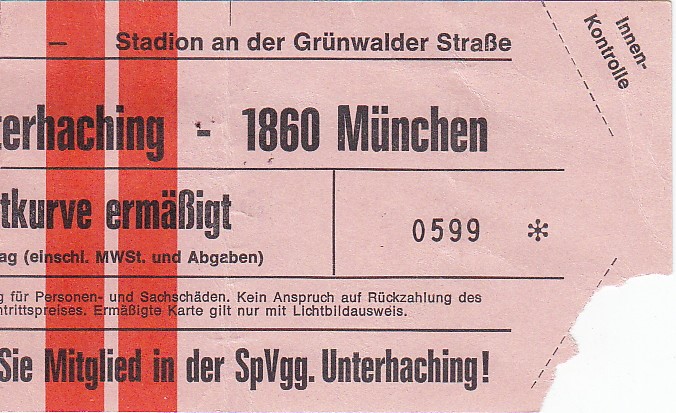 – Stadion an der Grünwalder Straße
Innen-
Kontrolle
terhaching - 1860 München
tkurve ermäßigt
0599 *
ag (einschl. MWSt. und Abgaben)
g für Personen- und Sachschäden. Kein Anspruch auf Rückzahlung des
ntrittspreises. Ermäßigte Karte gilt nur mit Lichtbildausweis.
Sie Mitglied in der SpVgg. Unterhaching!